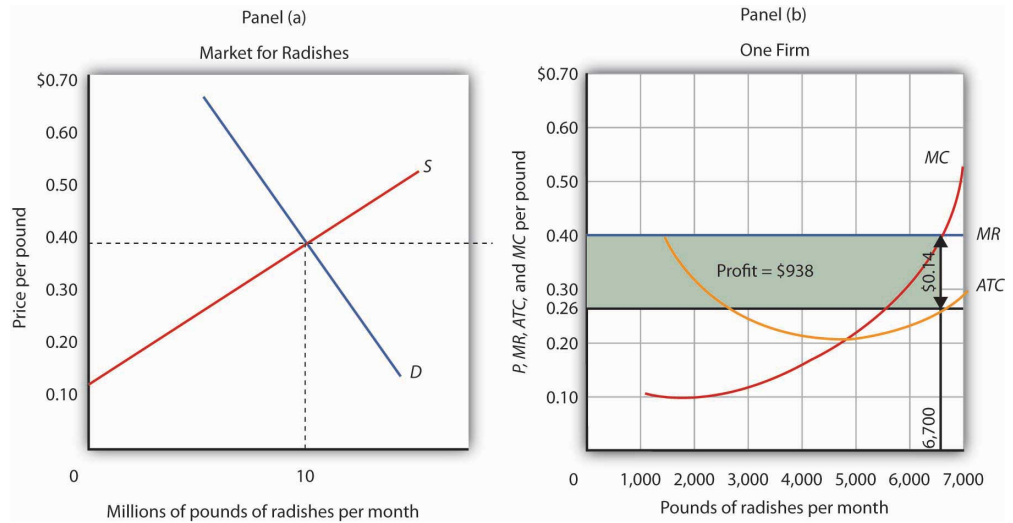 Panel (a)
Market for Radishes
Price per pound
$0.70
0.60
0.50
0.40
0.30
0.20
0.10
0
S
D
10
Millions of pounds of radishes per month
Panel (b)
One Firm
P, MR, ATC, and MC per pound
$0.70
0.60
0.50
0.40
0.30
0.26
0.20
0.10
0
MC
MR
ATC
Profit = $938
$0.14
6,700
1,000 2,000 3,000 4,000 5,000 6,000 7,000
Pounds of radishes per month